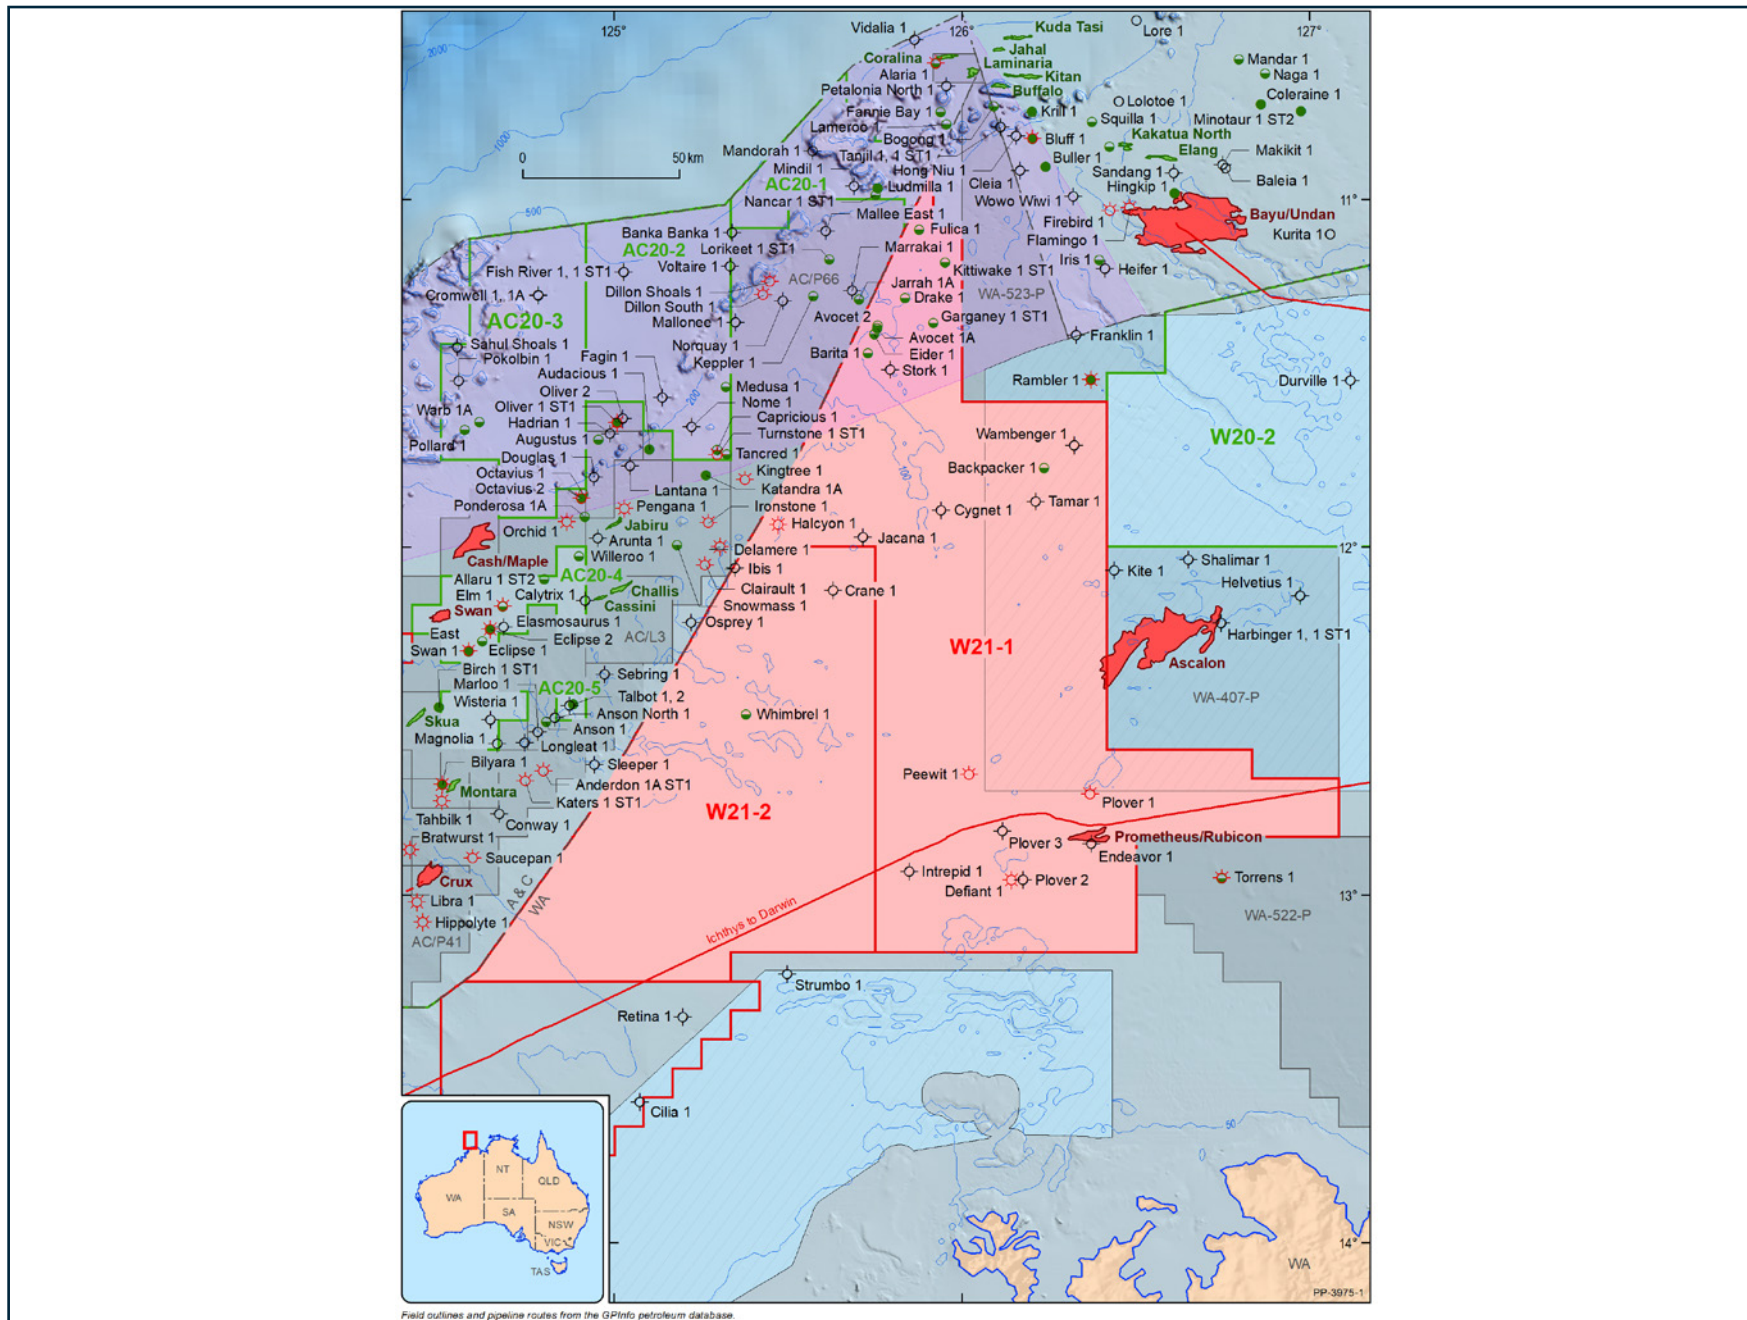 Vidalia 1
125°
126°
127°
Kuda Tasi
Lore 1
2000
Coralina
Jahal
Laminaria
Alaria 1
Kitan
Petalonia North 1
Buffalo
Mandar 1
Naga 1
Coleraine 1
Fannie Bay 1
Krill 1
Lolotoe 1
Squilla 1
Minotaur 1 ST2
Lameroo 1
Bogong 1
Bluff 1
Kakatua North
Elang
1000
0
50 km
Mandorah 1
Tanjil 1, 1 ST1
Buller 1
Makikit 1
Mindil 1
Hong Niu 1
Cleia 1
Sandang 1
Baleia 1
AC20-1
Ludmilla 1
Hingkip 1
Nancar 1 ST1
Wowo Wiwi 1
11°
500
Mallee East 1
Firebird 1
Bayu/Undan
Banka Banka 1
Fulica 1
Flamingo 1
Kurita 1
AC20-2
Lorikeet 1 ST1
Marrakai 1
Iris 1
Heifer 1
Fish River 1, 1 ST1
Voltaire 1
AC/P66
Kittiwake 1 ST1
Cromwell 1, 1A
Dillon Shoals 1
Jarrah 1A
WA-523-P
Dillon South 1
Drake 1
AC20-3
Mallonee 1
Avocet 2
Garganey 1 ST1
Sahul Shoals 1
Norquay 1
Avocet 1A
Franklin 1
Pokolbin 1
Fagin 1
Keppler 1
Barita 1
Eider 1
Audacious 1
Stork 1
Rambler 1
Durville 1
Oliver 2
200
Medusa 1
Warb 1A
Oliver 1 ST1
Nome 1
Hadrian 1
Capricious 1
Pollard 1
Augustus 1
Turnstone 1 ST1
Wambenger 1
W20-2
Douglas 1
Tancred 1
100
Octavius 1
Kingtree 1
Backpacker 1
Octavius 2
Lantana 1
Katandra 1A
Ponderosa 1A
Pengana 1
Ironstone 1
Tamar 1
Orchid 1
Jabiru
Halcyon 1
Cygnet 1
Arunta 1
Jacana 1
Cash/Maple
Willeroo 1
Delamere 1
12°
Allaru 1 ST2
AC20-4
Ibis 1
Kite 1
Shalimar 1
Elm 1
Calytrix 1
Challis
Clairault 1
Crane 1
Helvetius 1
Swan
Cassini
Snowmass 1
East
Elasmosaurus 1
AC/L3
Osprey 1
Harbinger 1, 1 ST1
Swan 1
Eclipse 1
Eclipse 2
W21-1
Birch 1 ST1
Sebring 1
Ascalon
Marloo 1
AC20-5
Talbot 1, 2
WA-407-P
Wisteria 1
Anson North 1
Whimbrel 1
Skua
Anson 1
Magnolia 1
Longleat 1
Bilyara 1
Sleeper 1
Peewit 1
Montara
Anderdon 1A ST1
Plover 1
Katers 1 ST1
W21-2
Tahbilk 1
Conway 1
Prometheus/Rubicon
Bratwurst 1
Plover 3
Endeavor 1
Saucepan 1
Intrepid 1
Torrens 1
Crux
Defiant 1
Plover 2
A & C
WA
13°
Libra 1
Ichthys to Darwin
WA-522-P
Hippolyte 1
AC/P41
Strumbo 1
Retina 1
Cilia 1
50
NT
QLD
WA
SA
NSW
VIC
TAS
14°
WA
PP-3975-1
Field outlines and pipeline routes from the GPInfo petroleum database.